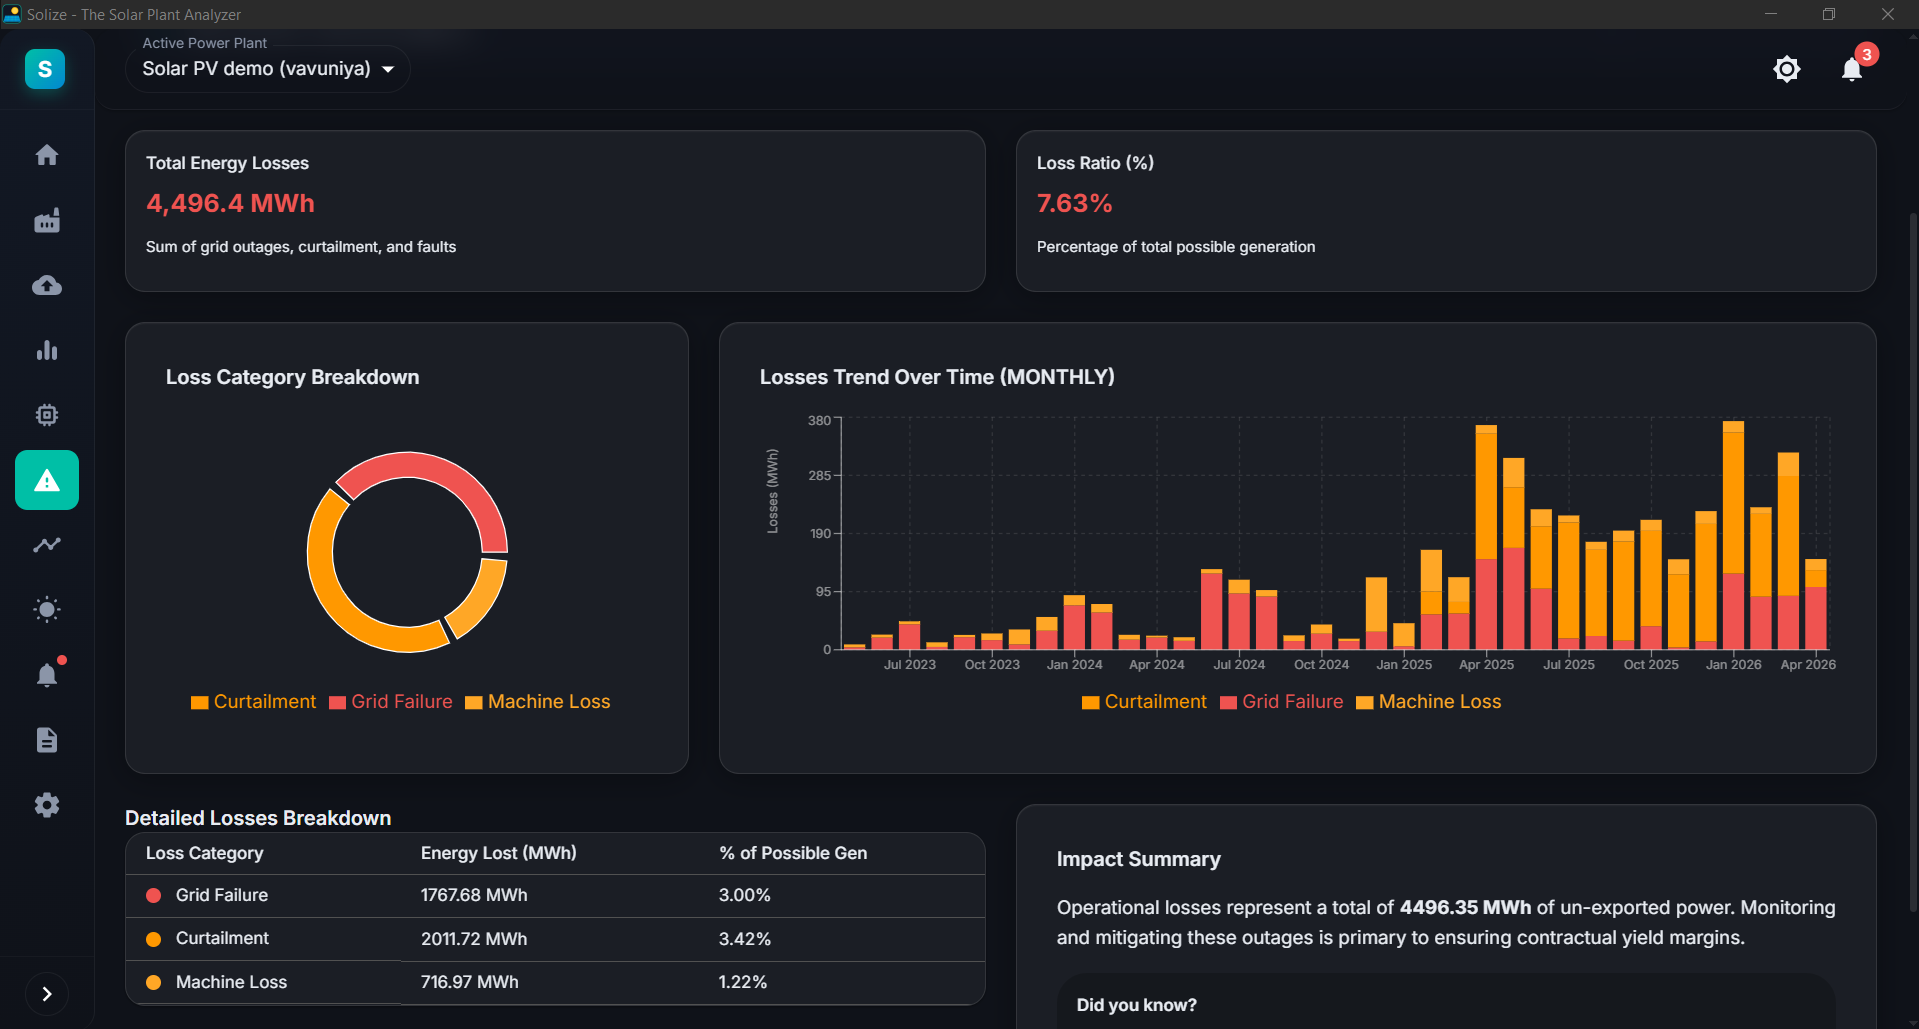 Solize - The Solar Plant Analyzer
S
Active Power Plant
Solar PV demo (vavuniya)
3
Total Energy Losses
4,496.4 MWh
Sum of grid outages, curtailment, and faults
Loss Ratio (%)
7.63%
Percentage of total possible generation
Loss Category Breakdown
Curtailment Grid Failure Machine Loss
Losses Trend Over Time (MONTHLY)
Losses (MWh)
380
285
190
95
0
Jul 2023 Oct 2023 Jan 2024 Apr 2024 Jul 2024 Oct 2024 Jan 2025 Apr 2025 Jul 2025 Oct 2025 Jan 2026 Apr 2026
Curtailment Grid Failure Machine Loss
Detailed Losses Breakdown
Loss Category Energy Lost (MWh) % of Possible Gen
Grid Failure 1767.68 MWh 3.00%
Curtailment 2011.72 MWh 3.42%
Machine Loss 716.97 MWh 1.22%
Impact Summary
Operational losses represent a total of 4496.35 MWh of un-exported power. Monitoring
and mitigating these outages is primary to ensuring contractual yield margins.
Did you know?